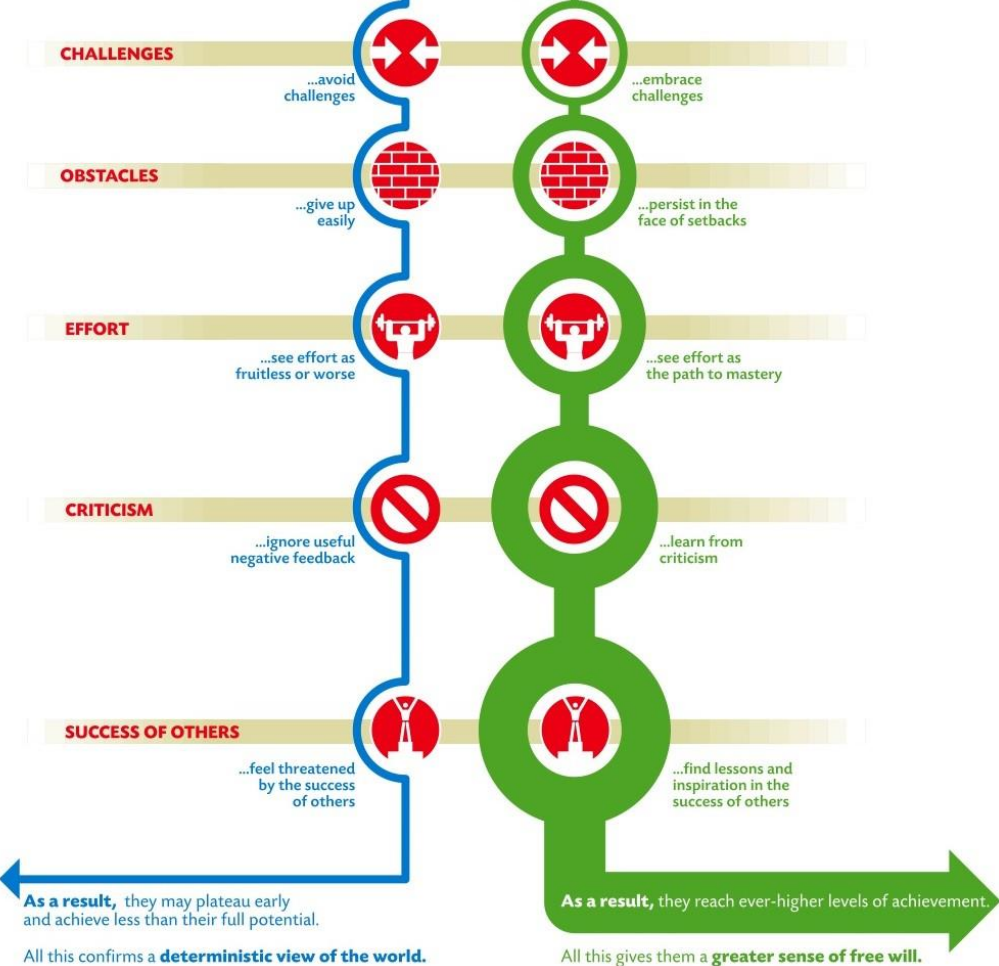 CHALLENGES
...avoid
challenges
...embrace
challenges
OBSTACLES
...give up
easily
...persist in the
face of setbacks
EFFORT
...see effort as
fruitless or worse
...see effort as
the path to mastery
CRITICISM
...ignore useful
negative feedback
...learn from
criticism
SUCCESS OF OTHERS
...feel threatened
by the success
of others
...find lessons and
inspiration in the
success of others
As a result, they may plateau early
and achieve less than their full potential.
All this confirms a deterministic view of the world.
As a result, they reach ever-higher levels of achievement.
All this gives them a greater sense of free will.